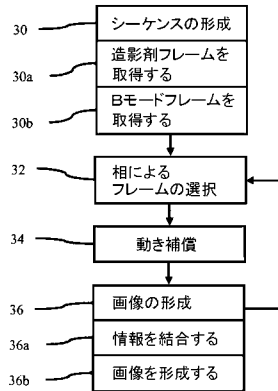 30
シーケンスの形成
30a
造影剤フレームを
取得する
30b
Bモードフレームを
取得する
32
相による
フレームの選択
34
動き補償
36
画像の形成
36a
情報を結合する
36b
画像を形成する